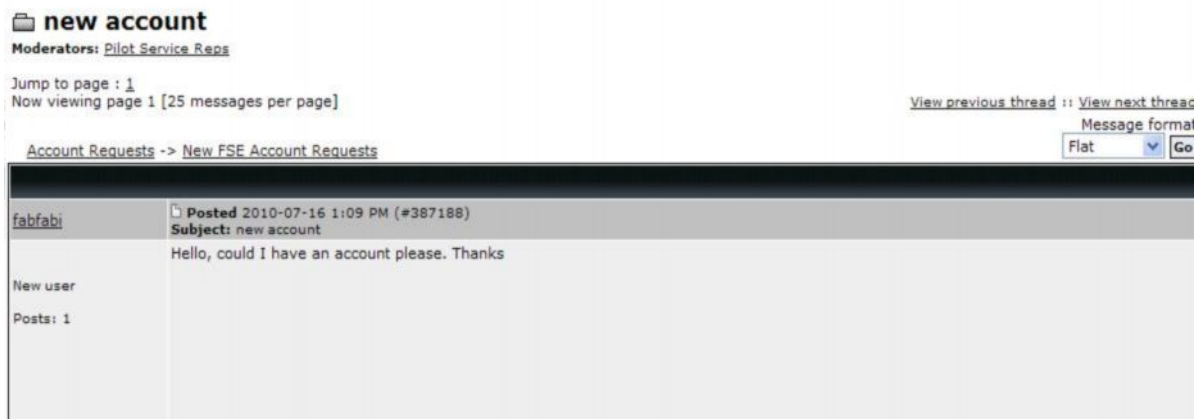 new account
Moderators: Pilot Service Reps
Jump to page : 1
Now viewing page 1 [25 messages per page]
View previous thread :: View next thread
Message format
Account Requests -> New FSE Account Requests
Flat
Go
fabfabi
Posted 2010-07-16 1:09 PM (#387188)
Subject: new account
Hello, could I have an account please. Thanks
New user
Posts: 1